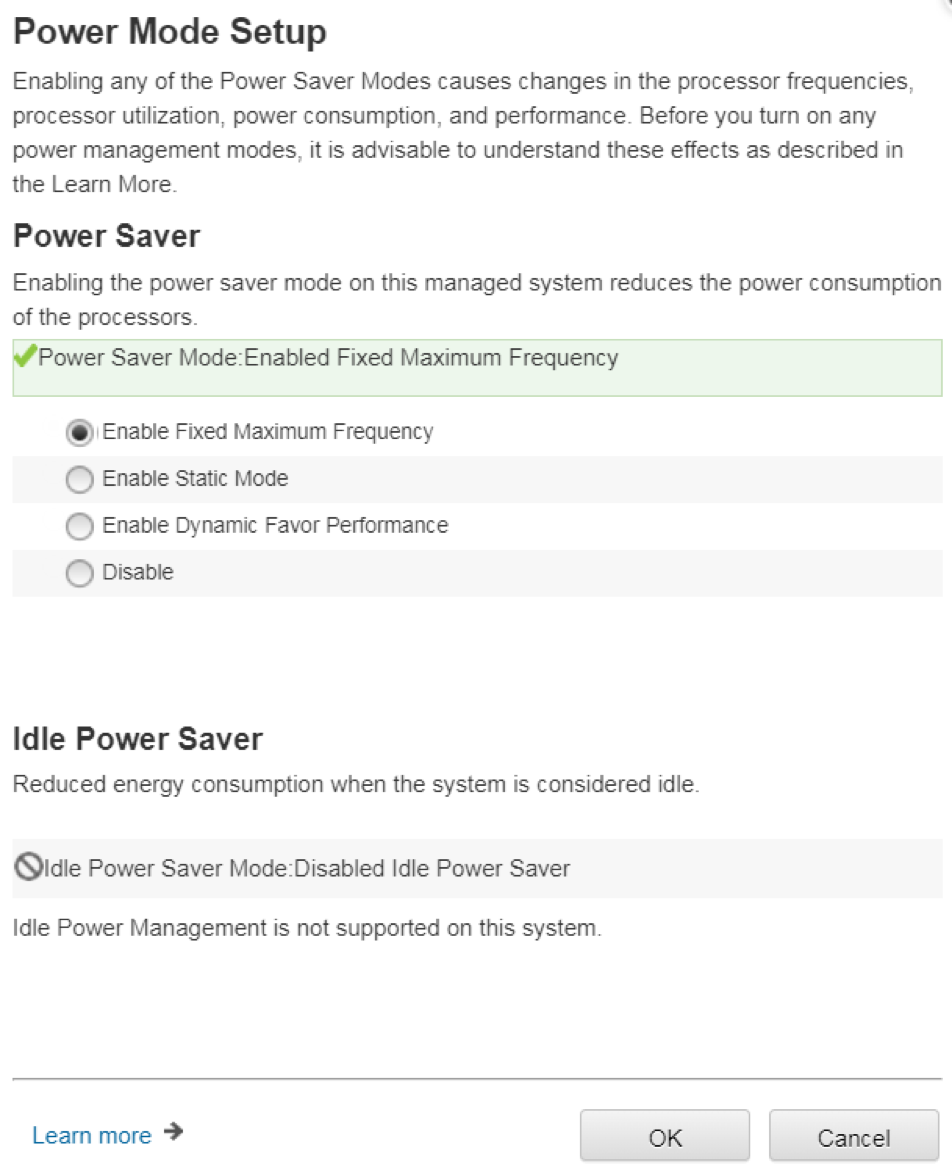 Power Mode Setup
Enabling any of the Power Saver Modes causes changes in the processor frequencies,
processor utilization, power consumption, and performance. Before you turn on any
power management modes, it is advisable to understand these effects as described in
the Learn More.
Power Saver
Enabling the power saver mode on this managed system reduces the power consumption
of the processors.
Power Saver Mode:Enabled Fixed Maximum Frequency
Enable Fixed Maximum Frequency
Enable Static Mode
Enable Dynamic Favor Performance
Disable
Idle Power Saver
Reduced energy consumption when the system is considered idle.
Idle Power Saver Mode:Disabled Idle Power Saver
Idle Power Management is not supported on this system.
Learn more
OK
Cancel